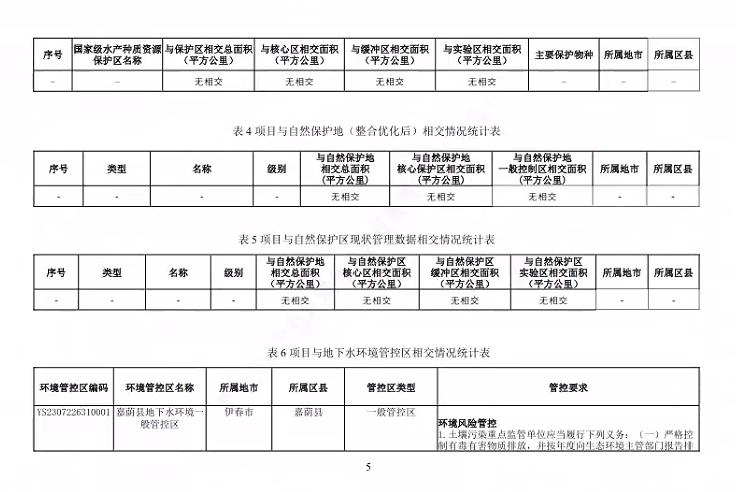 序号 国家级水产种质资源保护区名称 与保护区相交总面积（平方公里） 与核心区相交面积（平方公里） 与缓冲区相交面积（平方公里） 与实验区相交面积（平方公里） 主要保护物种 所属地市 所属区县
– – 无相交 无相交 无相交 无相交 – – –
表 4 项目与自然保护地（整合优化后）相交情况统计表
序号 类型 名称 级别 与自然保护地相交总面积(平方公里) 与自然保护地核心保护区相交面积(平方公里) 与自然保护地一般控制区相交面积(平方公里) 所属地市 所属区县
- - - - 无相交 无相交 无相交 - -
表 5 项目与自然保护区现状管理数据相交情况统计表
序号 类型 名称 级别 与自然保护地相交总面积（平方公里） 与自然保护区核心区相交面积（平方公里） 与自然保护区缓冲区相交面积（平方公里） 与自然保护区实验区相交面积（平方公里） 所属地市 所属区县
- - - - 无相交 无相交 无相交 无相交 - -
表 6 项目与地下水环境管控区相交情况统计表
环境管控区编码 环境管控区名称 所属地市 所属区县 管控区类型 管控要求
YS2307226310001 嘉荫县地下水环境一般管控区 伊春市 嘉荫县 一般管控区
环境风险管控
1.土壤污染重点监管单位应当履行下列义务：（一）严格控
制有毒有害物质排放，并按年度向生态环境主管部门报告排
5